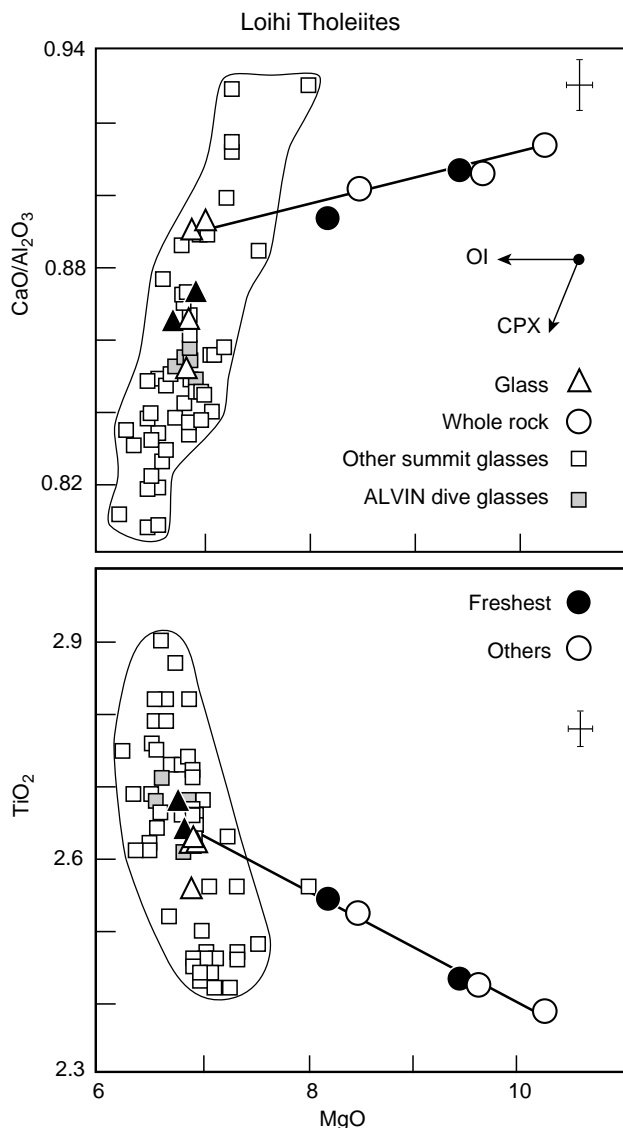 Loihi Tholeiites
0.94
0.88
0.82
CaO/Al₂O₃
OI
CPX
Glass
Whole rock
Other summit glasses
ALVIN dive glasses
Freshest
Others
2.9
2.6
2.3
TiO₂
6 8 10
MgO